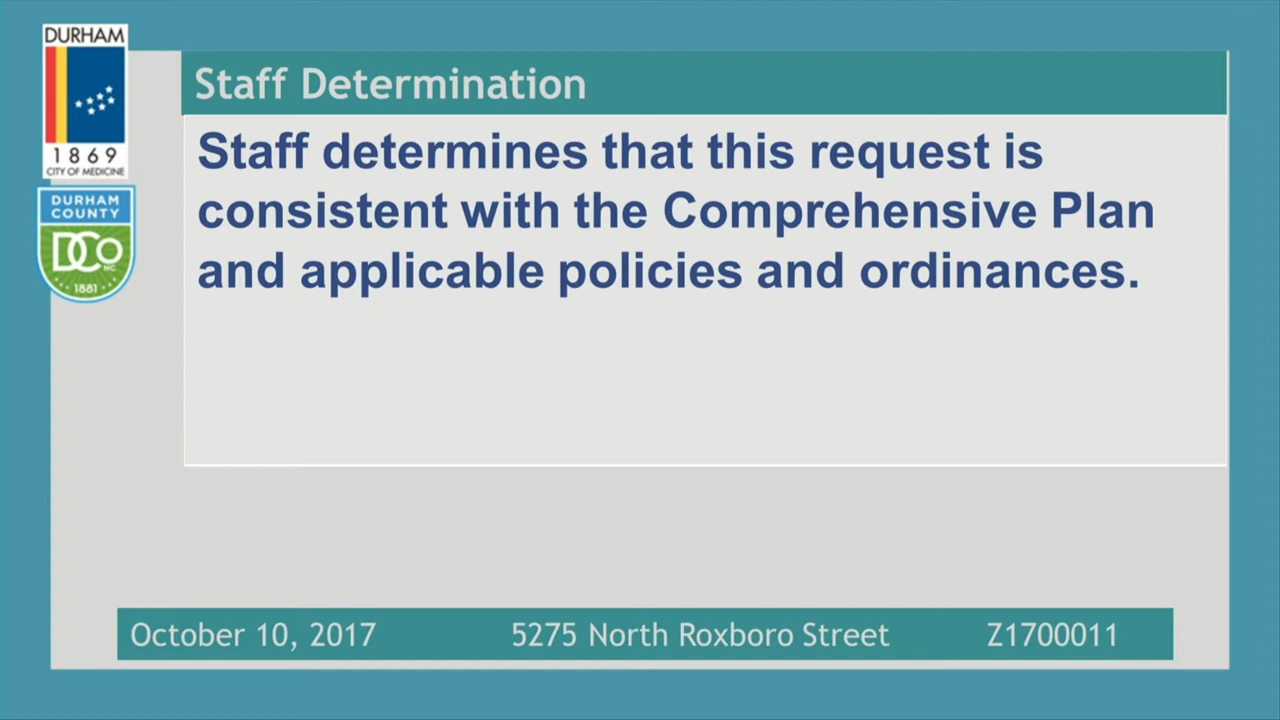 DURHAM
1869
CITY OF MEDICINE
DURHAM
COUNTY
DCo
NC
1881
Staff Determination
Staff determines that this request is
consistent with the Comprehensive Plan
and applicable policies and ordinances.
October 10, 2017 5275 North Roxboro Street Z1700011